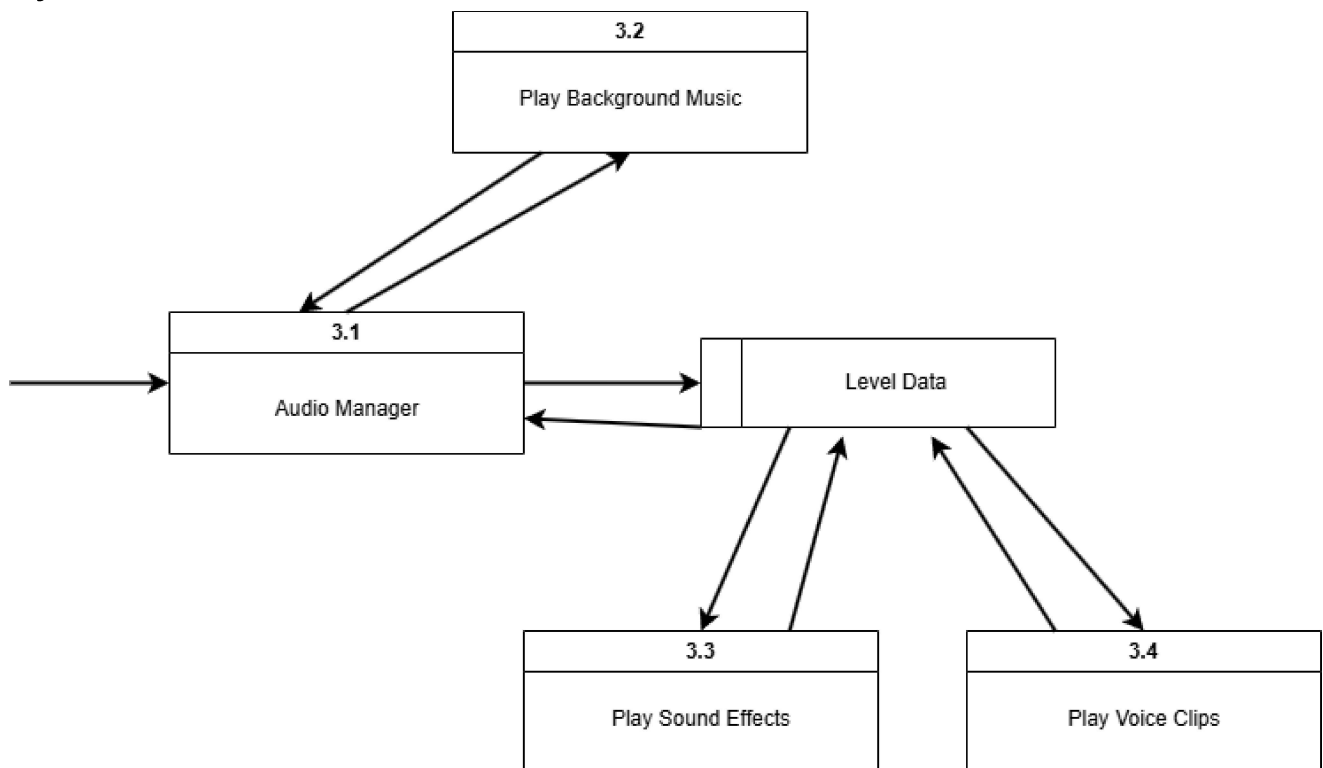 3.2
Play Background Music
3.1
Audio Manager
Level Data
3.3
Play Sound Effects
3.4
Play Voice Clips